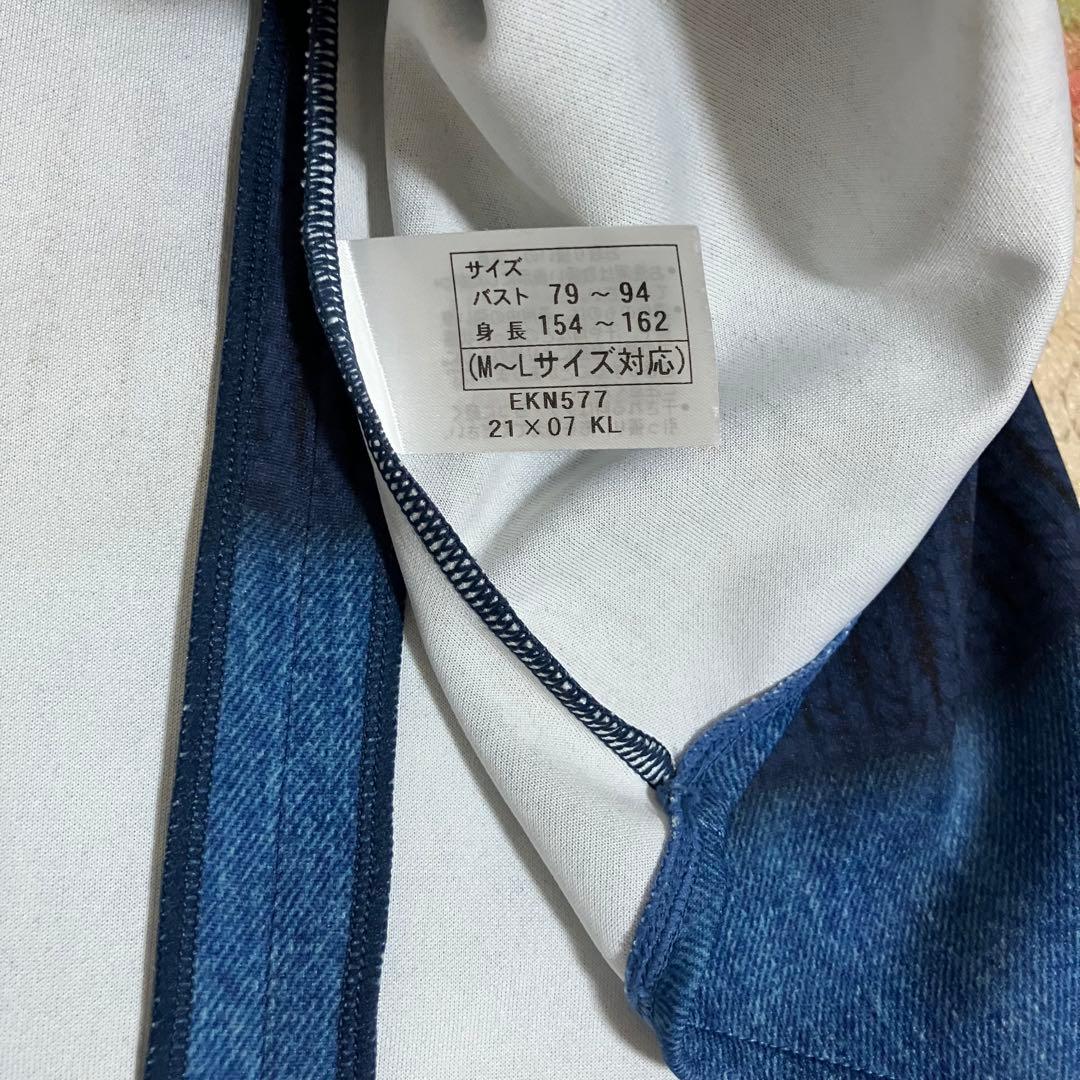 サイズ
バスト 79～94
身長 154～162
(M～Lサイズ対応)
EKN577
21×07 KL